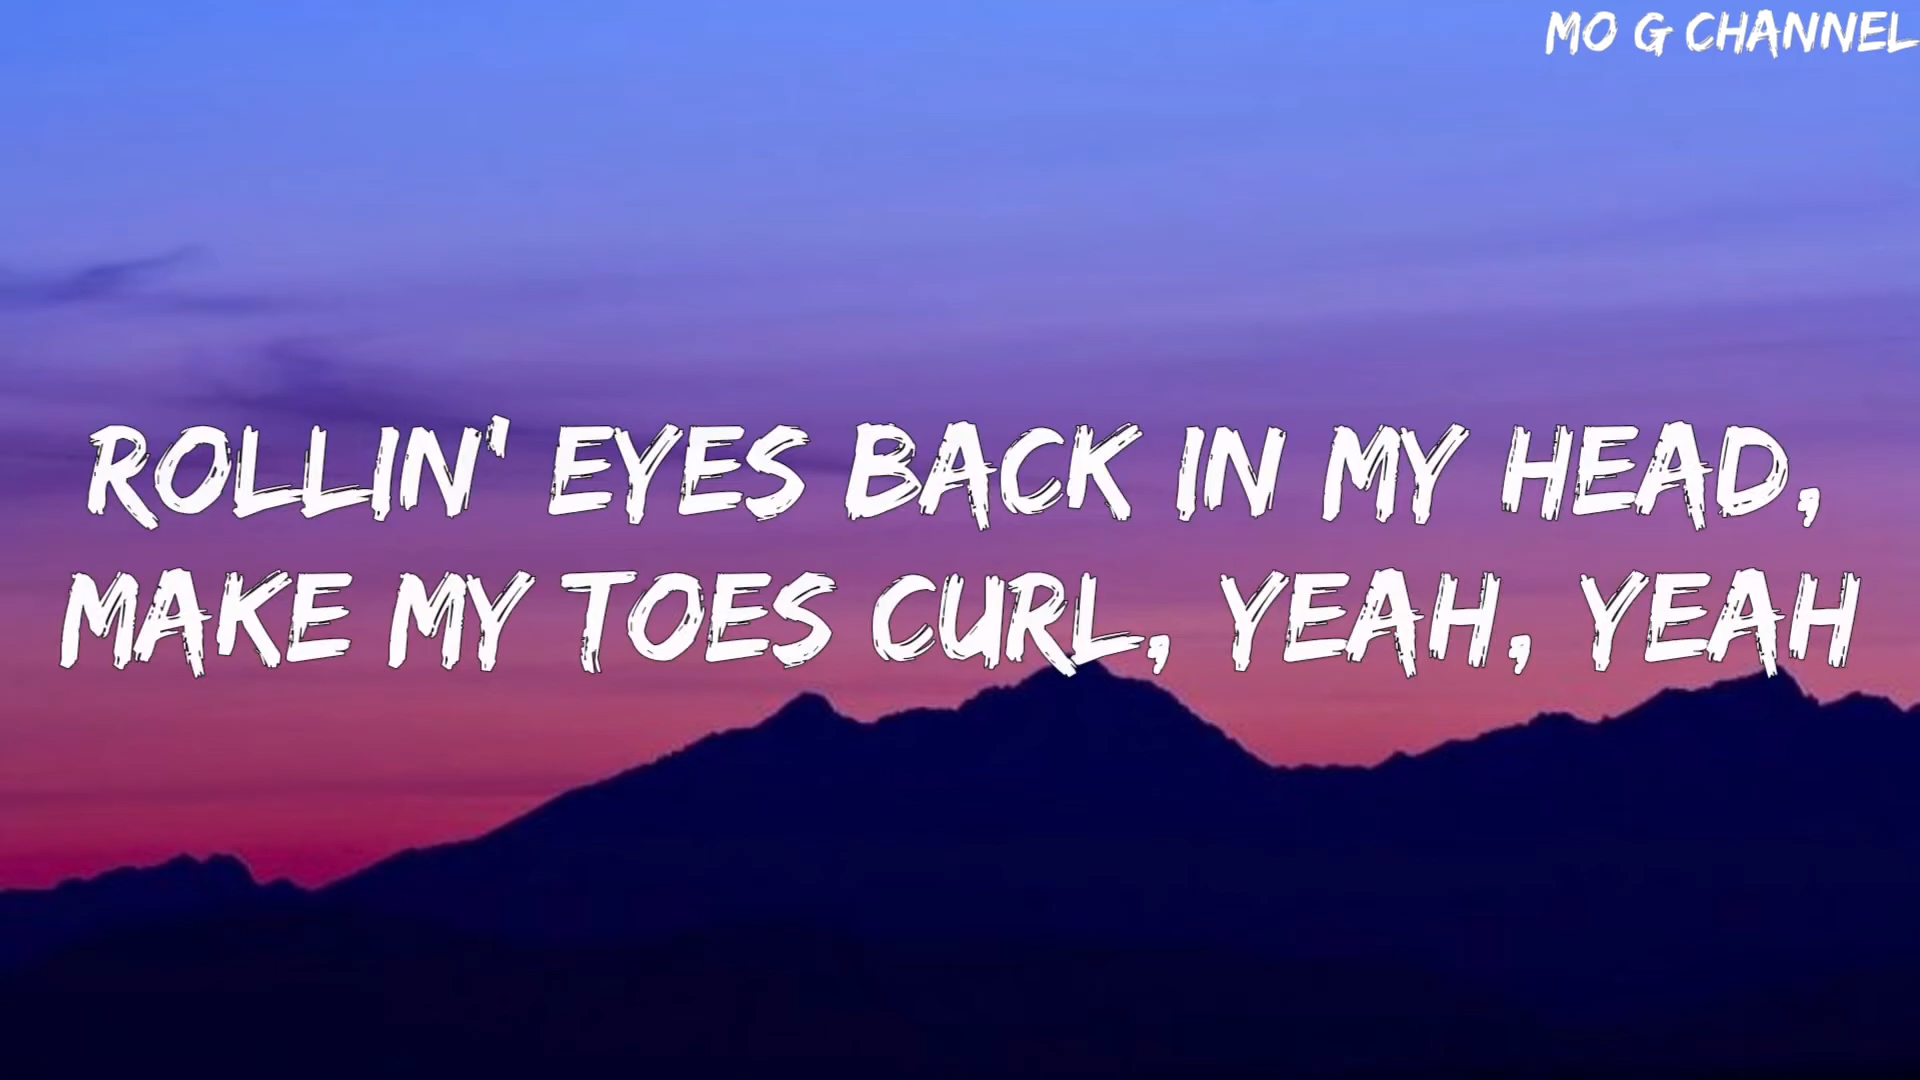 MO G CHANNEL
ROLLIN' EYES BACK IN MY HEAD,
MAKE MY TOES CURL, YEAH, YEAH